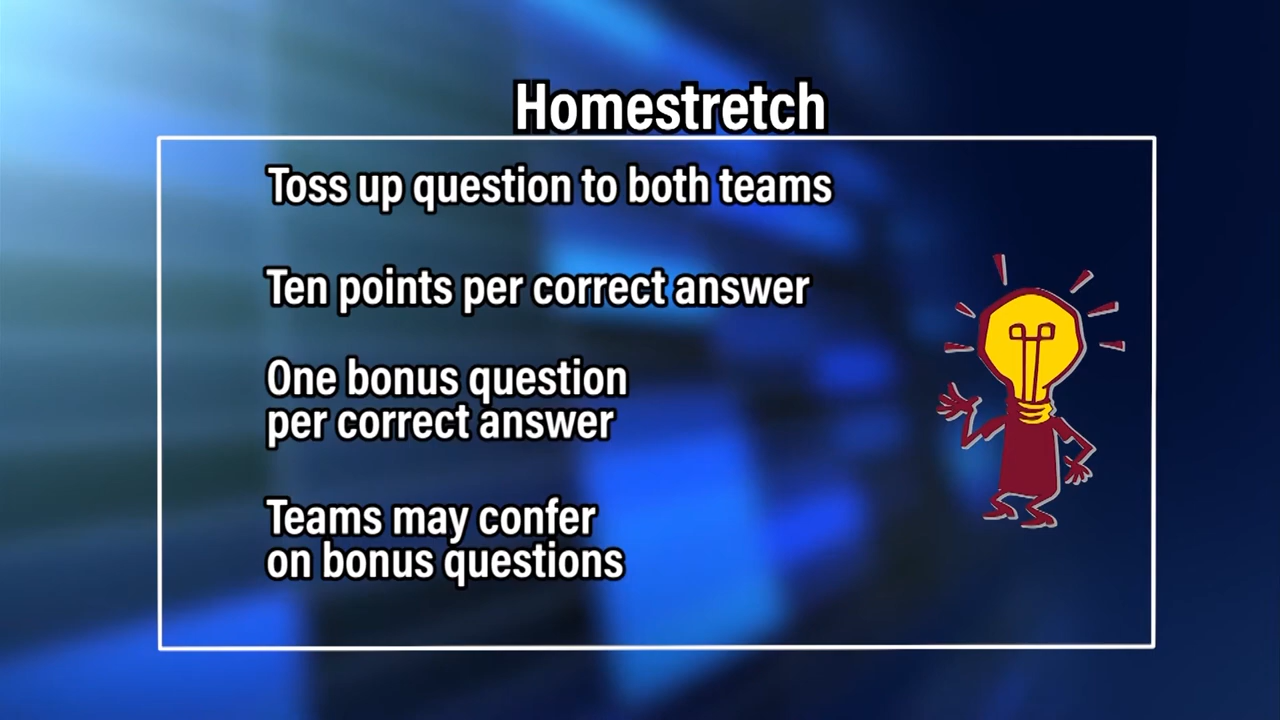 Homestretch
Toss up question to both teams
Ten points per correct answer
One bonus question
per correct answer
Teams may confer
on bonus questions